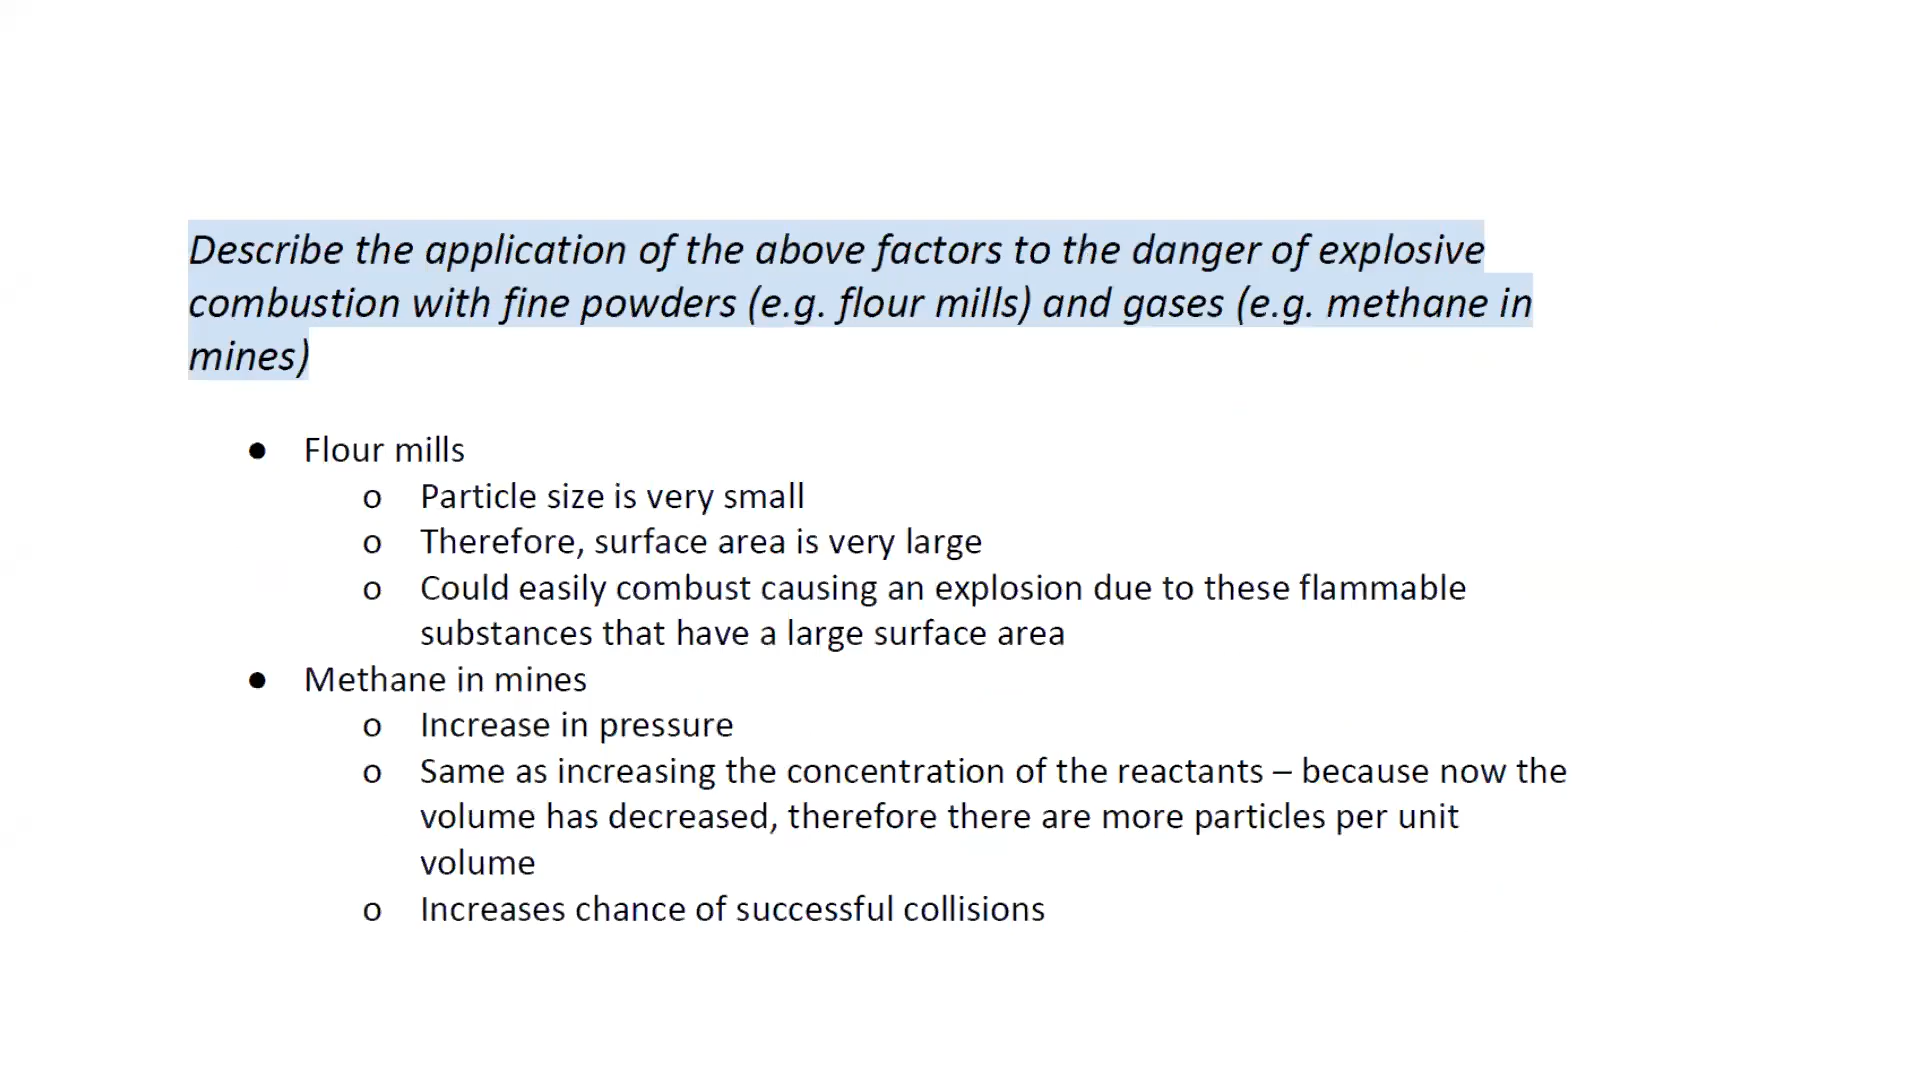 Describe the application of the above factors to the danger of explosive
combustion with fine powders (e.g. flour mills) and gases (e.g. methane in
mines)
● Flour mills
o Particle size is very small
o Therefore, surface area is very large
o Could easily combust causing an explosion due to these flammable
substances that have a large surface area
● Methane in mines
o Increase in pressure
o Same as increasing the concentration of the reactants – because now the
volume has decreased, therefore there are more particles per unit
volume
o Increases chance of successful collisions